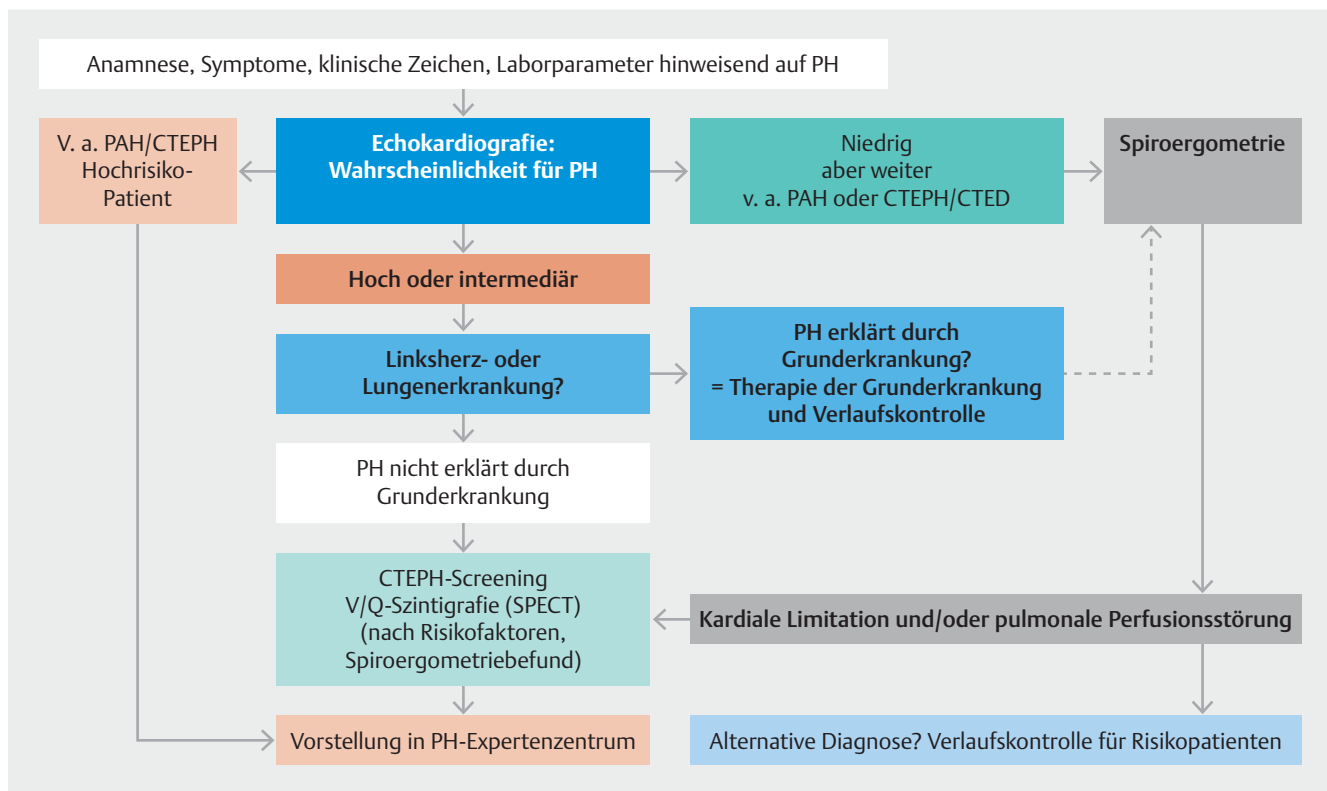 Anamnese, Symptome, klinische Zeichen, Laborparameter hinweisend auf PH
V. a. PAH/CTEPH
Hochrisiko-
Patient
Echokardiografie:
Wahrscheinlichkeit für PH
Niedrig
aber weiter
v. a. PAH oder CTEPH/CTED
Spiroergometrie
Hoch oder intermediär
Linksherz- oder
Lungenerkrankung?
PH erklärt durch
Grunderkrankung?
= Therapie der Grunderkrankung
und Verlaufskontrolle
PH nicht erklärt durch
Grunderkrankung
CTEPH-Screening
V/Q-Szintigrafie (SPECT)
(nach Risikofaktoren,
Spiroergometriebefund)
Kardiale Limitation und/oder pulmonale Perfusionsstörung
Vorstellung in PH-Expertenzentrum
Alternative Diagnose? Verlaufskontrolle für Risikopatienten